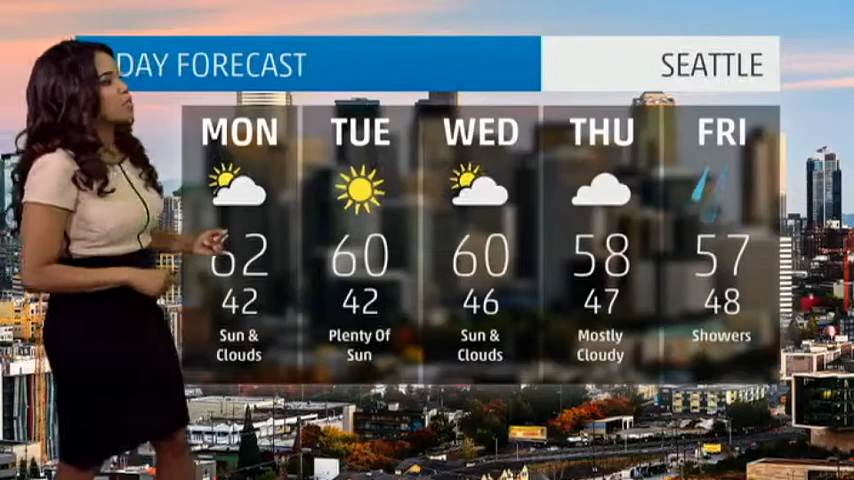 DAY FORECAST
SEATTLE
MON TUE WED THU FRI
62 60 60 58 57
42 42 46 47 48
Sun & Plenty Of Sun & Mostly Showers
Clouds Sun Clouds Cloudy